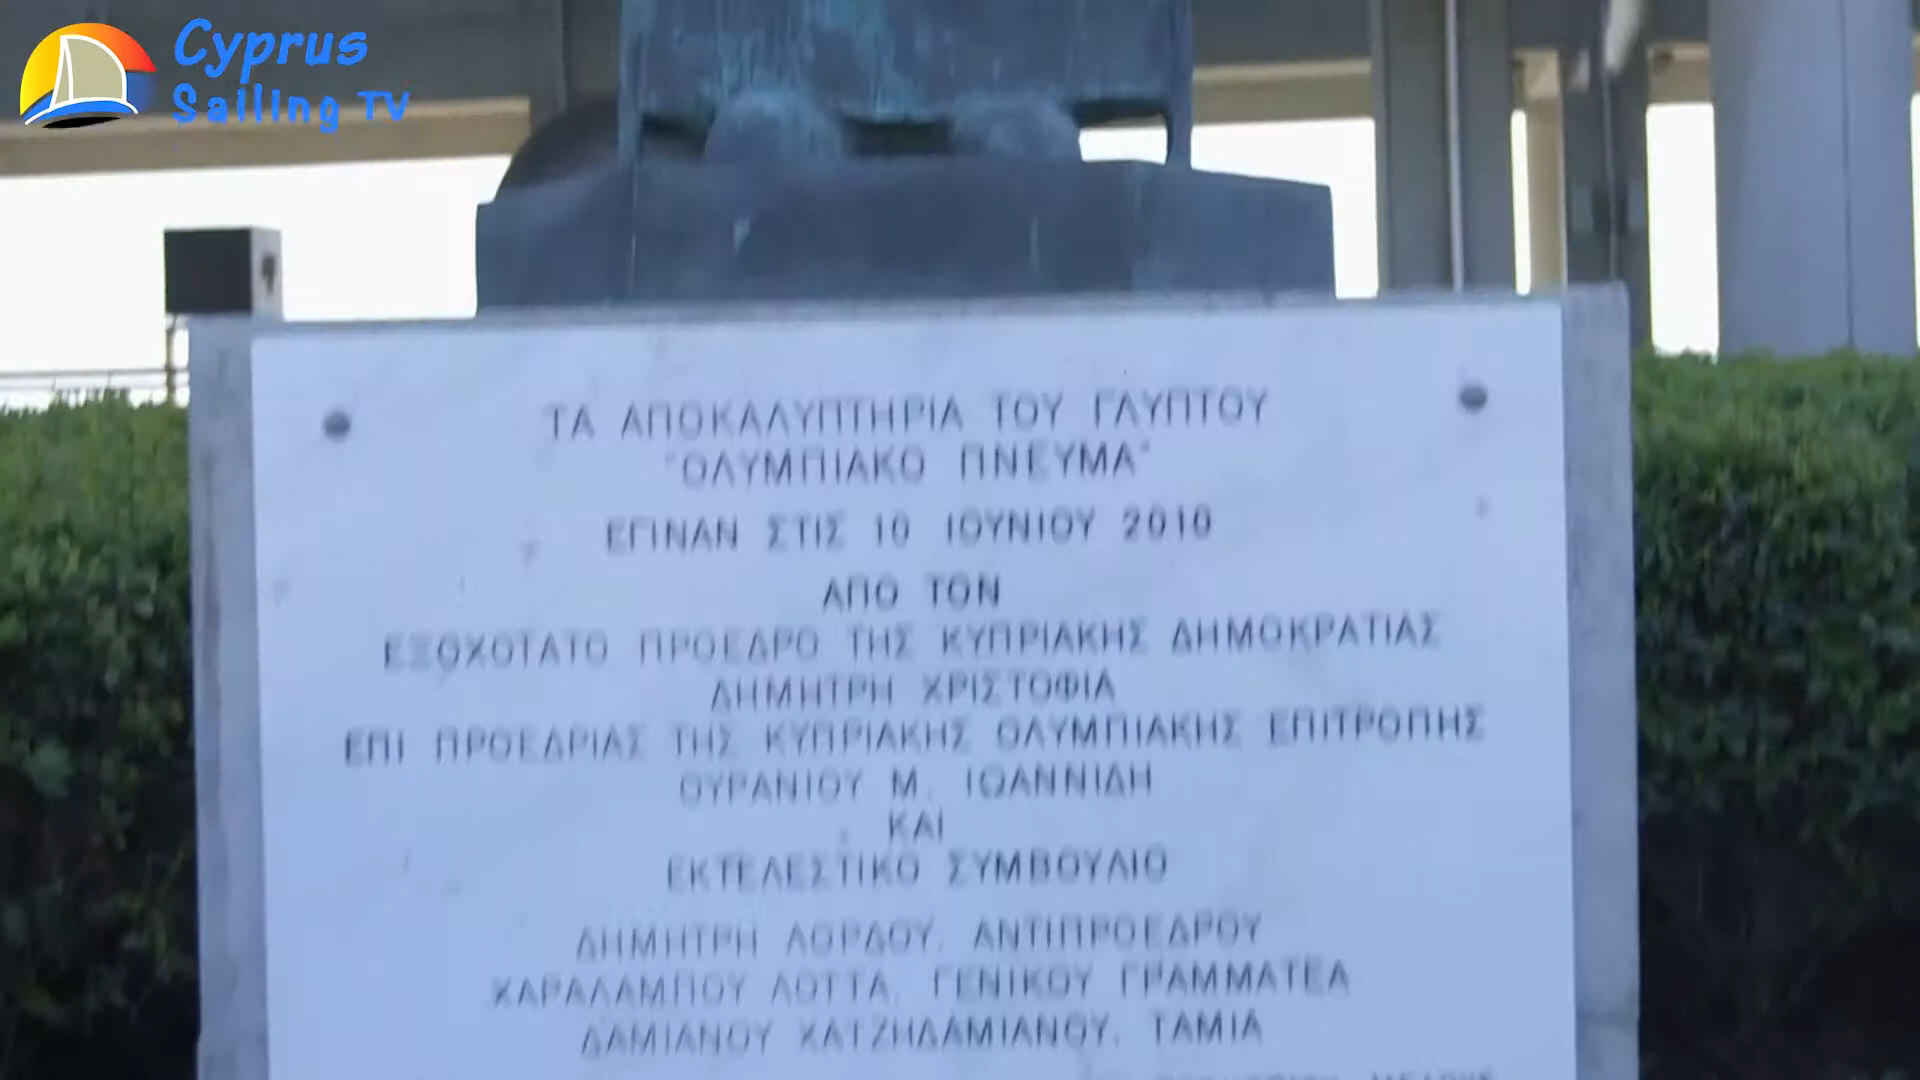 Cyprus
Sailing TV
ΤΑ ΑΠΟΚΑΛΥΠΤΗΡΙΑ ΤΟΥ ΓΛΥΠΤΟΥ
"ΟΛΥΜΠΙΑΚΟ ΠΝΕΥΜΑ"
ΕΓΙΝΑΝ ΣΤΙΣ 10 ΙΟΥΝΙΟΥ 2010
ΑΠΟ ΤΟΝ
ΕΞΟΧΟΤΑΤΟ ΠΡΟΕΔΡΟ ΤΗΣ ΚΥΠΡΙΑΚΗΣ ΔΗΜΟΚΡΑΤΙΑΣ
ΔΗΜΗΤΡΗ ΧΡΙΣΤΟΦΙΑ
ΕΠΙ ΠΡΟΕΔΡΙΑΣ ΤΗΣ ΚΥΠΡΙΑΚΗΣ ΟΛΥΜΠΙΑΚΗΣ ΕΠΙΤΡΟΠΗΣ
ΟΥΡΑΝΙΟΥ Μ. ΙΩΑΝΝΙΔΗ
ΚΑΙ
ΕΚΤΕΛΕΣΤΙΚΟ ΣΥΜΒΟΥΛΙΟ
ΔΗΜΗΤΡΗ ΛΟΡΔΟΥ, ΑΝΤΙΠΡΟΕΔΡΟΥ
ΧΑΡΑΛΑΜΠΟΥ ΛΟΤΤΑ, ΓΕΝΙΚΟΥ ΓΡΑΜΜΑΤΕΑ
ΔΑΜΙΑΝΟΥ ΧΑΤΖΗΔΑΜΙΑΝΟΥ, ΤΑΜΙΑ